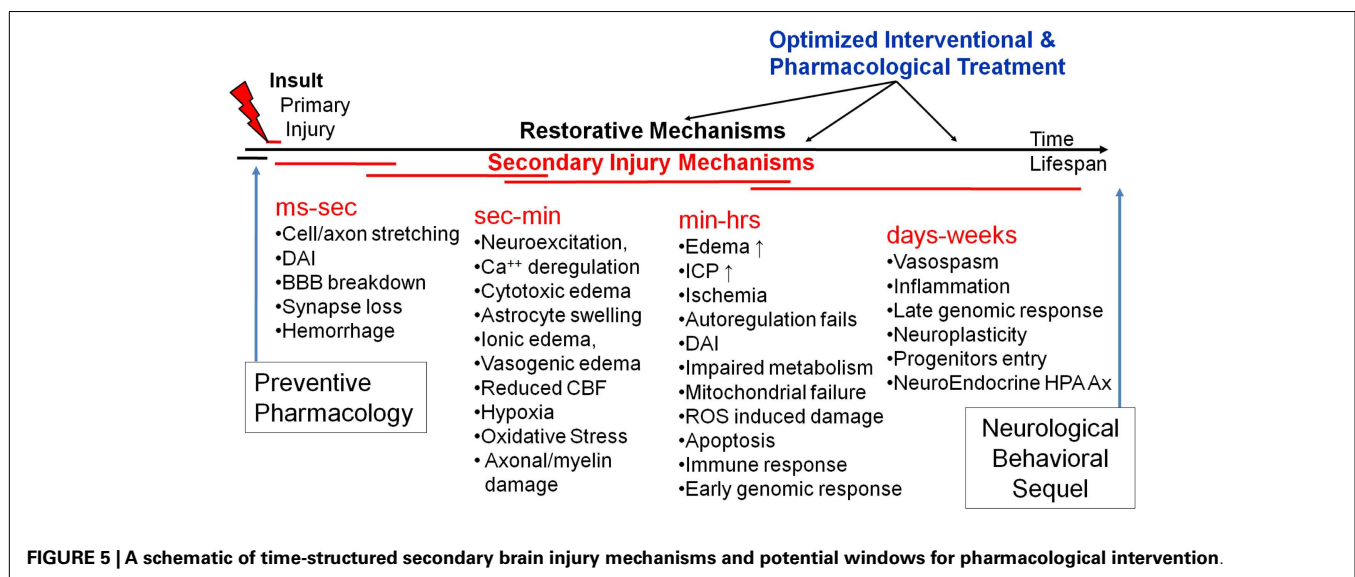 Optimized Interventional &
Pharmacological Treatment
Insult
Primary
Injury
Restorative Mechanisms
Time
Secondary Injury Mechanisms
Lifespan
ms-sec
•Cell/axon stretching
•DAI
•BBB breakdown
•Synapse loss
•Hemorrhage
Preventive
Pharmacology
sec-min
•Neuroexcitation,
•Ca⁺⁺ deregulation
•Cytotoxic edema
•Astrocyte swelling
•Ionic edema,
•Vasogenic edema
•Reduced CBF
•Hypoxia
•Oxidative Stress
•Axonal/myelin
damage
min-hrs
•Edema ↑
•ICP ↑
•Ischemia
•Autoregulation fails
•DAI
•Impaired metabolism
•Mitochondrial failure
•ROS induced damage
•Apoptosis
•Immune response
•Early genomic response
days-weeks
•Vasospasm
•Inflammation
•Late genomic response
•Neuroplasticity
•Progenitors entry
•NeuroEndocrine HPA Ax
Neurological
Behavioral
Sequel
FIGURE 5 | A schematic of time-structured secondary brain injury mechanisms and potential windows for pharmacological intervention.